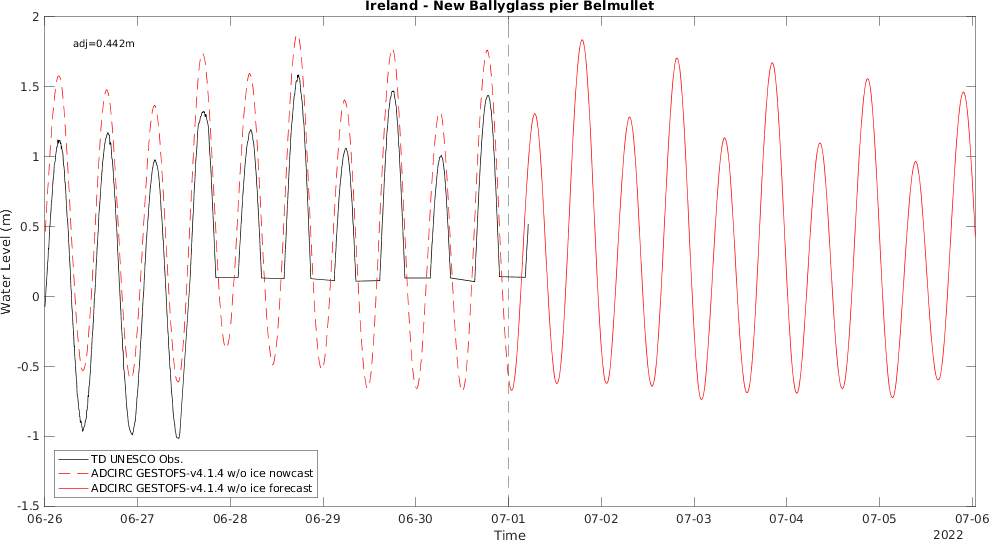 Ireland - New Ballyglass pier Belmullet
adj=0.442m
2
1.5
1
0.5
0
-0.5
-1
-1.5
Water Level (m)
TD UNESCO Obs.
ADCIRC GESTOFS-v4.1.4 w/o ice nowcast
ADCIRC GESTOFS-v4.1.4 w/o ice forecast
06-26 06-27 06-28 06-29 06-30 07-01 07-02 07-03 07-04 07-05 07-06
Time
2022